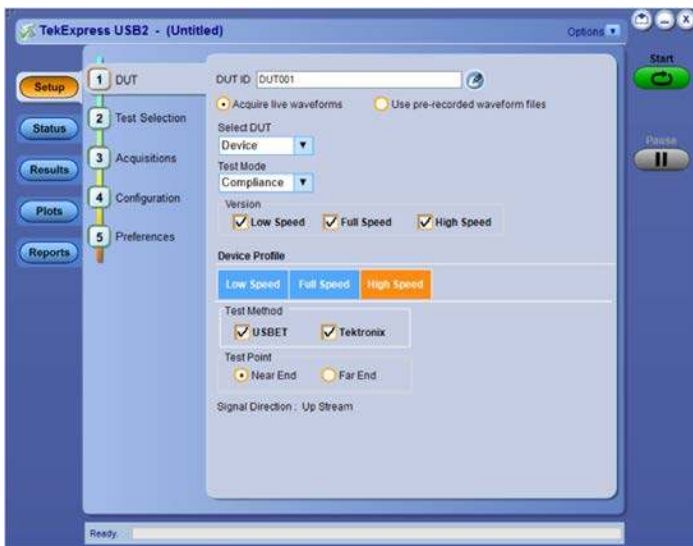 TekExpress USB2 - (Untitled)
Options
Start
Pause
Setup
Status
Results
Plots
Reports
1 DUT
2 Test Selection
3 Acquisitions
4 Configuration
5 Preferences
DUT ID DUT001
Acquire live waveforms
Use pre-recorded waveform files
Select DUT
Device
Test Mode
Compliance
Version
Low Speed Full Speed High Speed
Device Profile
Low Speed Full Speed High Speed
Test Method
USBET Tektronix
Test Point
Near End Far End
Signal Direction : Up Stream
Ready.